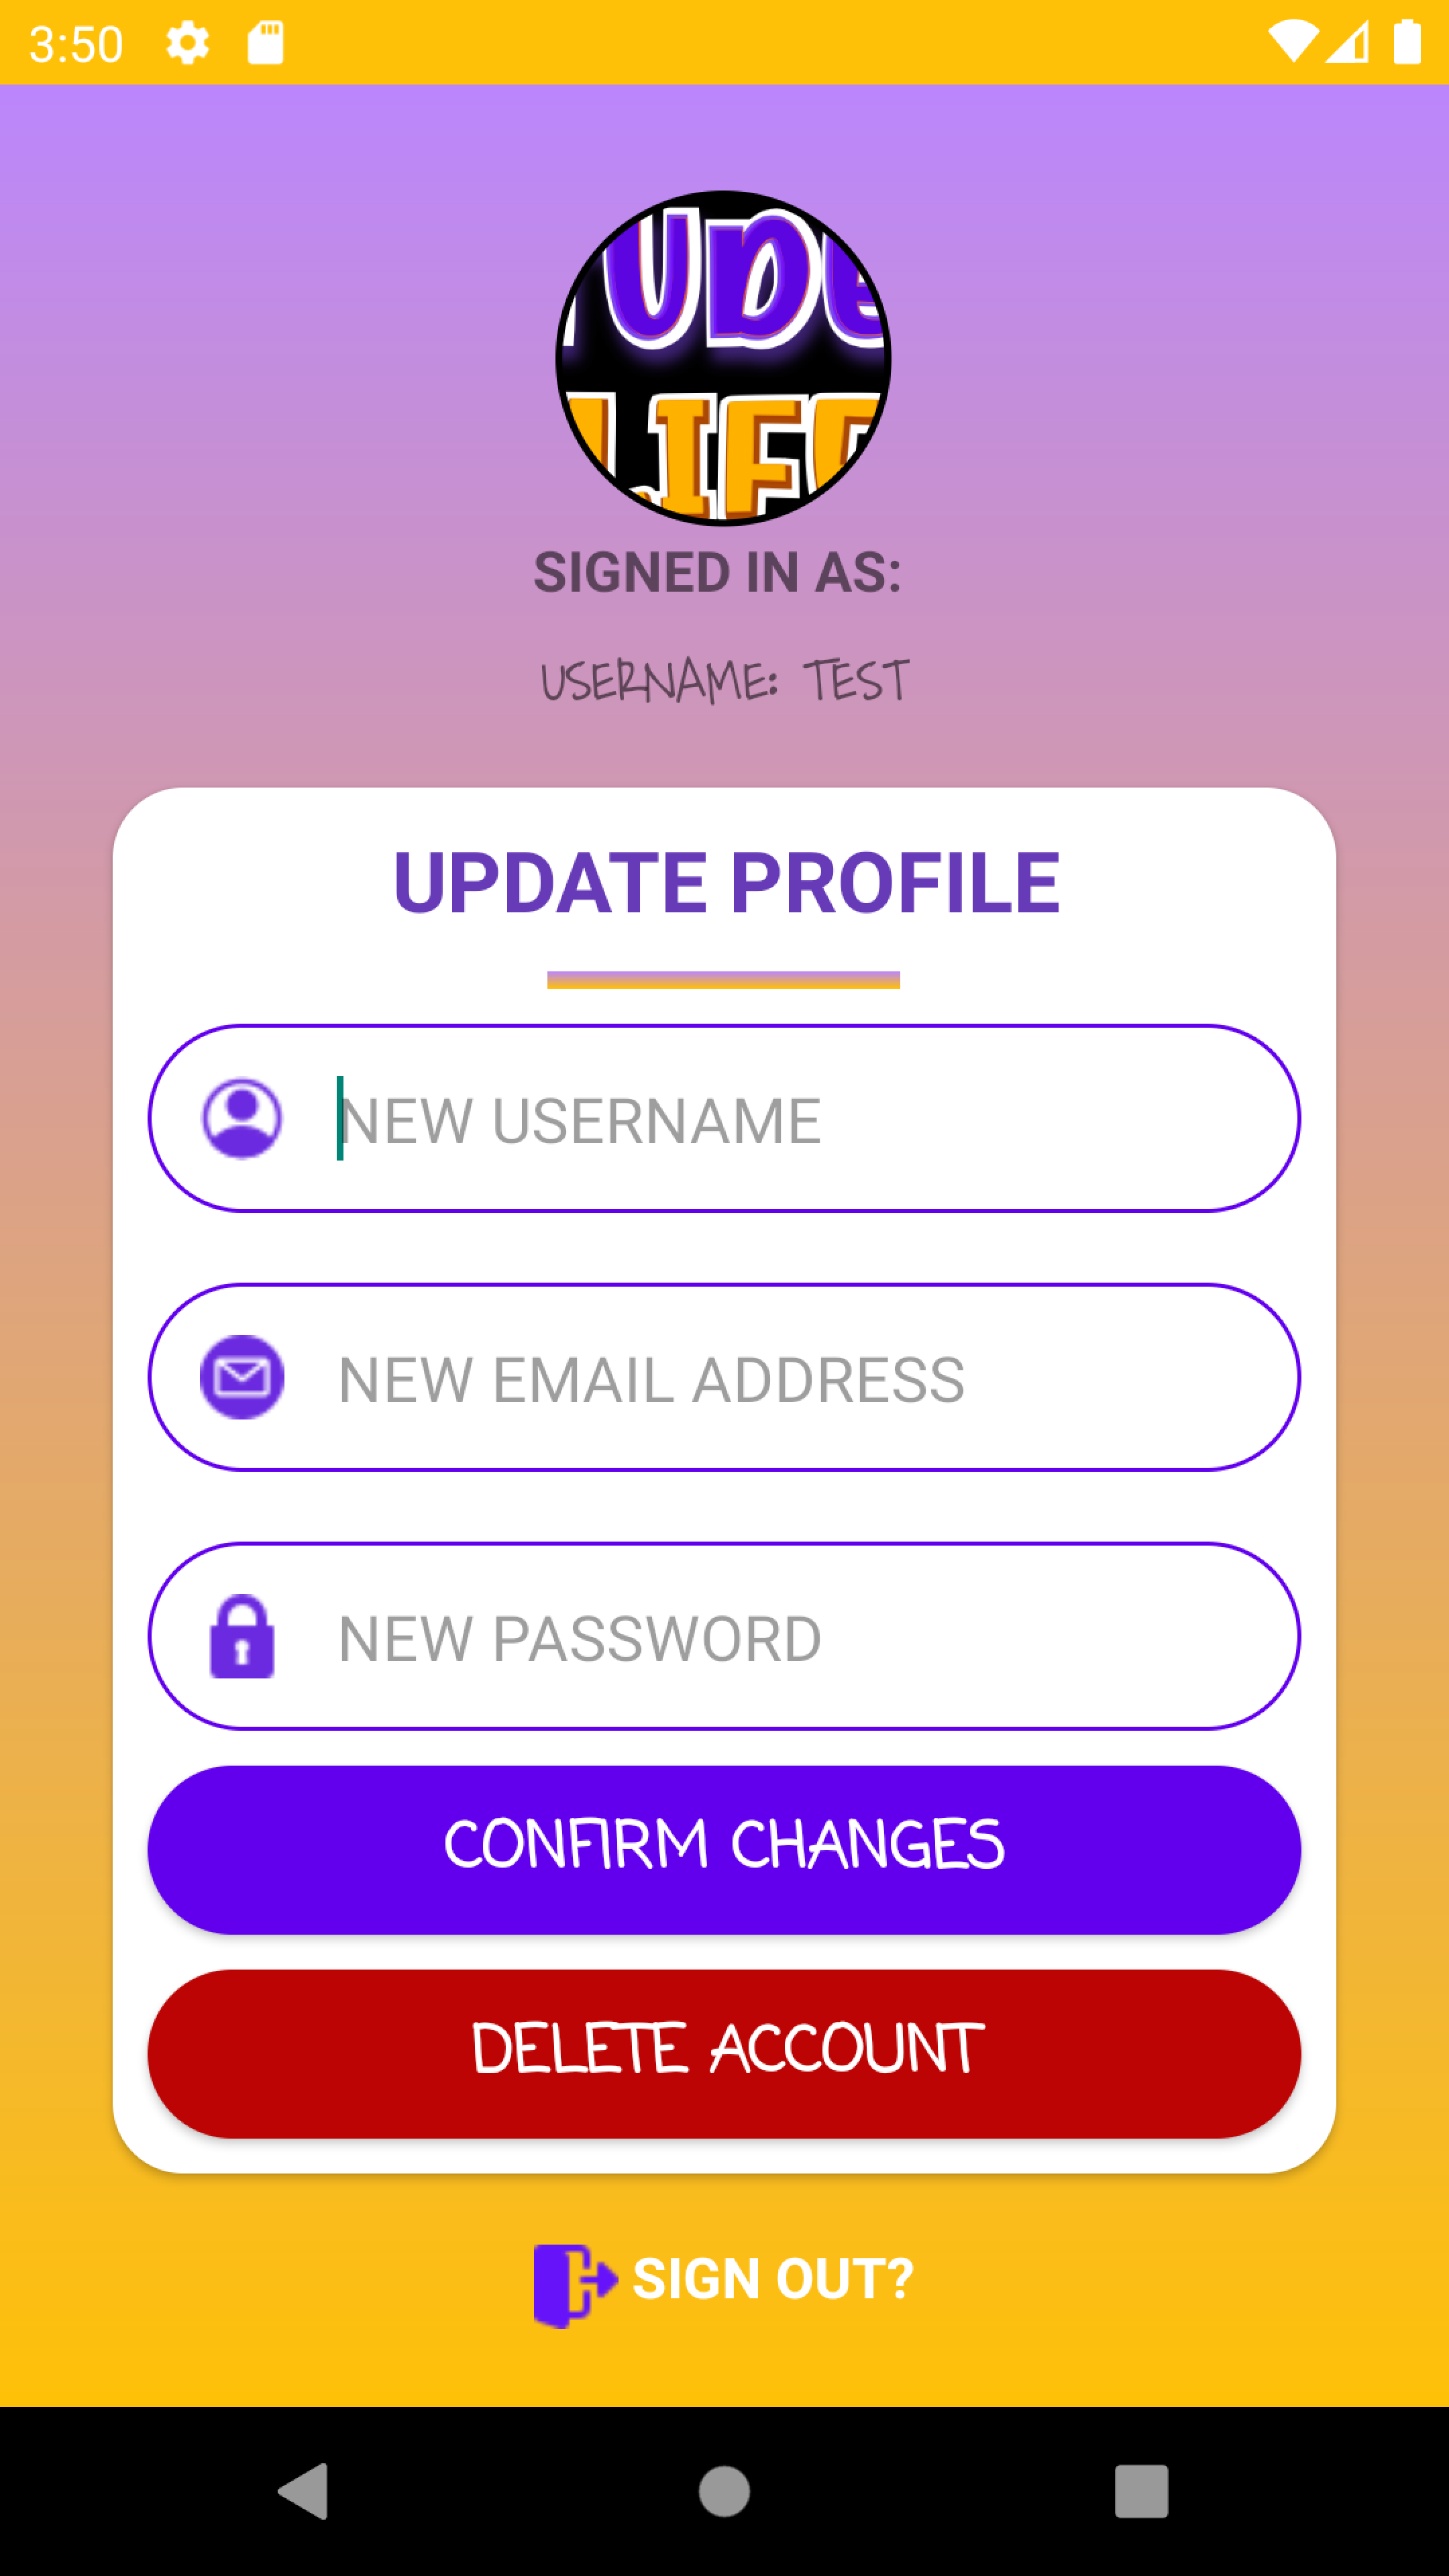 3:50
UDE
LIFE
SIGNED IN AS:
USERNAME: TEST
UPDATE PROFILE
NEW USERNAME
NEW EMAIL ADDRESS
NEW PASSWORD
CONFIRM CHANGES
DELETE ACCOUNT
SIGN OUT?